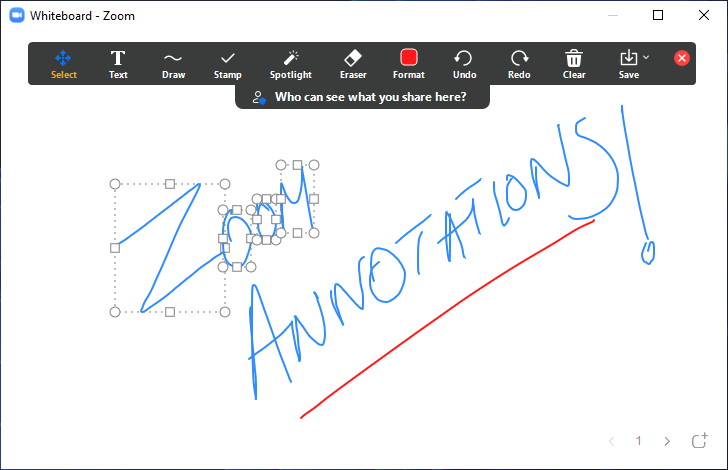 Whiteboard - Zoom
Select Text Draw Stamp Spotlight Eraser Format Undo Redo Clear Save
Who can see what you share here?
ZooM
ANNOTATIONS!
1